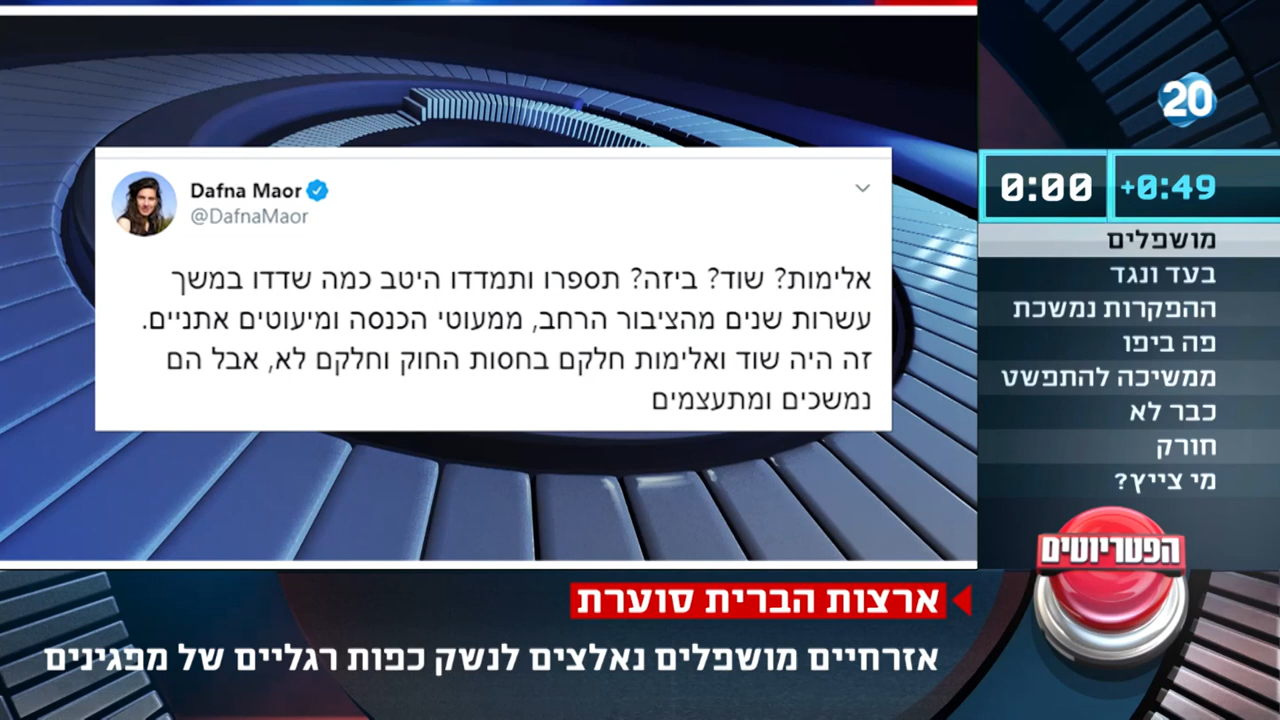 Dafna Maor
@DafnaMaor
אלימות? שוד? ביזה? תספרו ותמדדו היטב כמה שדדו במשך
עשרות שנים מהציבור הרחב, ממעוטי הכנסה ומיעוטים אתניים.
זה היה שוד ואלימות חלקם בחסות החוק וחלקם לא, אבל הם
נמשכים ומתעצמים
20
0:00 +0:49
מושפלים
בעד ונגד
ההפקרות נמשכת
פה ביפו
ממשיכה להתפשט
כבר לא
חורק
מי צייץ?
הפטריוטים
ארצות הברית סוערת
אזרחיים מושפלים נאלצים לנשק כפות רגליים של מפגינים